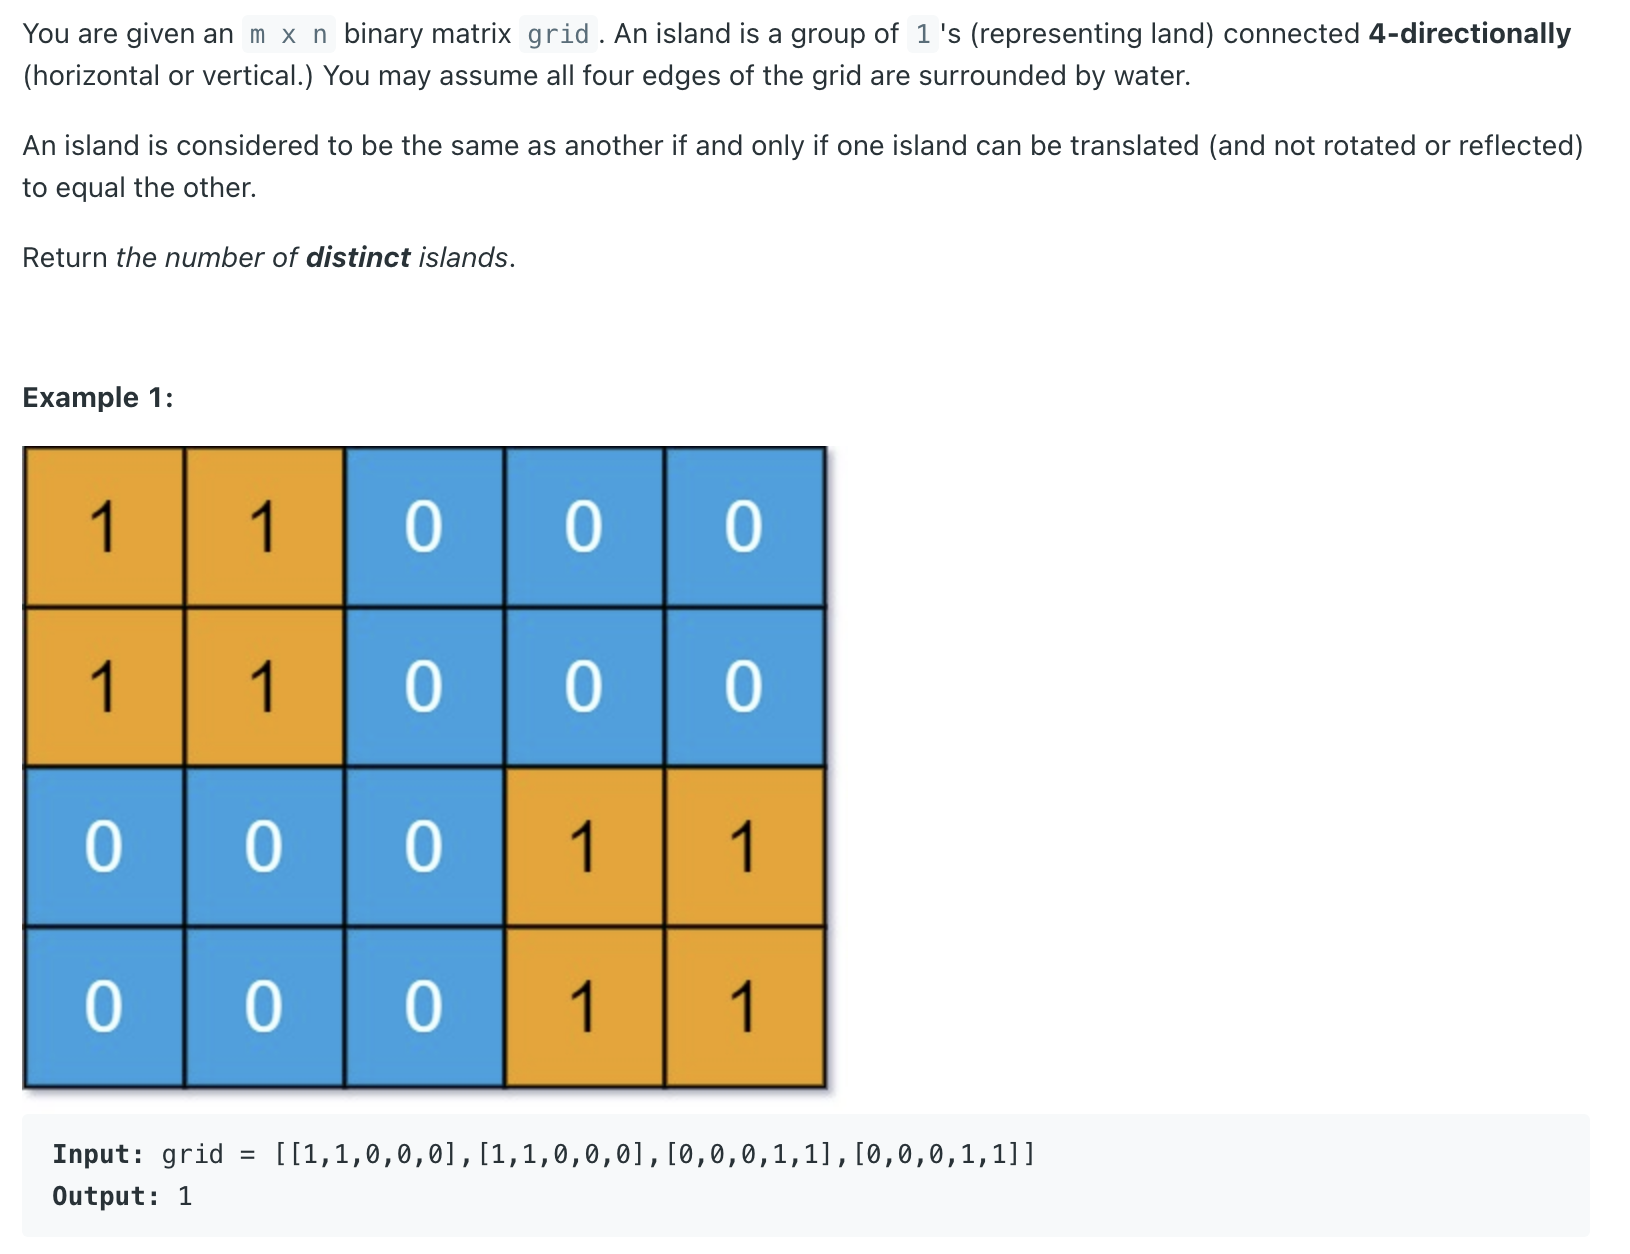 You are given an m x n binary matrix grid. An island is a group of 1's (representing land) connected 4-directionally
(horizontal or vertical.) You may assume all four edges of the grid are surrounded by water.
An island is considered to be the same as another if and only if one island can be translated (and not rotated or reflected)
to equal the other.
Return the number of distinct islands.
Example 1:
1 1 0 0 0
1 1 0 0 0
0 0 0 1 1
0 0 0 1 1
Input: grid = [[1,1,0,0,0],[1,1,0,0,0],[0,0,0,1,1],[0,0,0,1,1]]
Output: 1